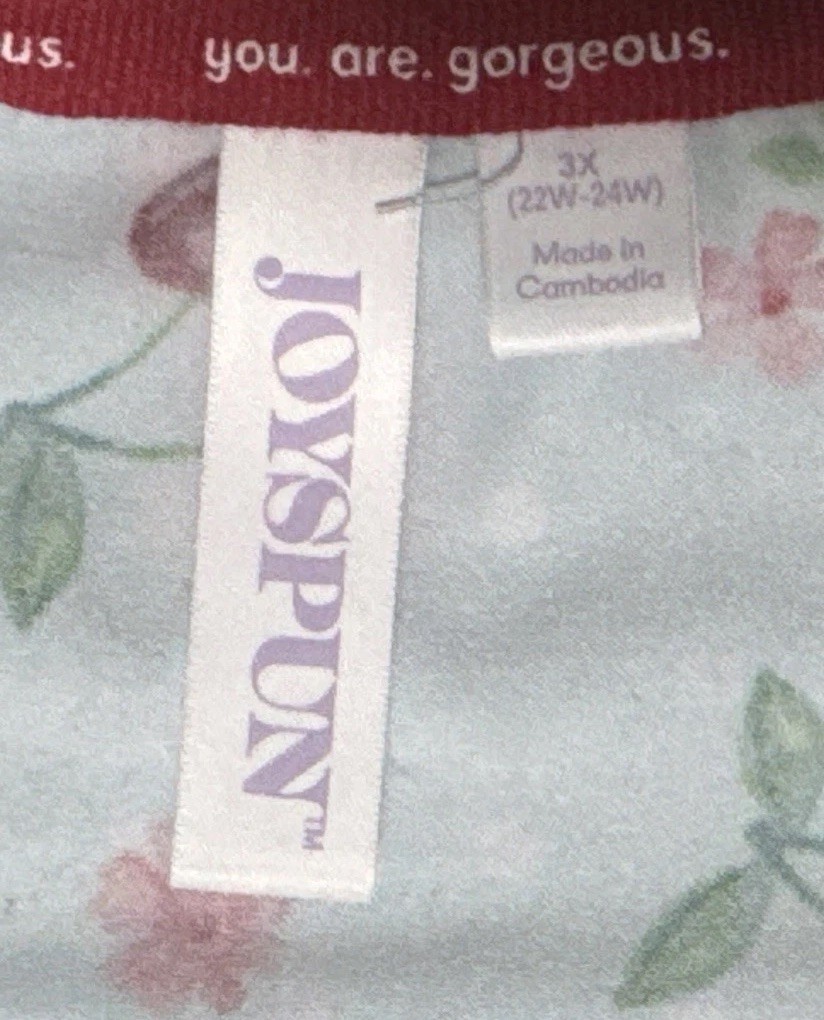 us. you. are. gorgeous.
JOYSPUN™
3X
(22W-24W)
Made in
Cambodia